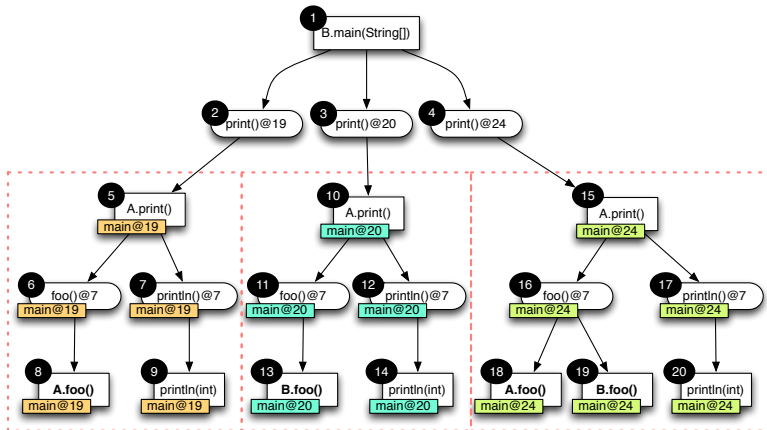 1
B.main(String[])
2
print()@19
3
print()@20
4
print()@24
5
A.print()
main@19
10
A.print()
main@20
15
A.print()
main@24
6
foo()@7
main@19
7
println()@7
main@19
11
foo()@7
main@20
12
println()@7
main@20
16
foo()@7
main@24
17
println()@7
main@24
8
A.foo()
main@19
9
println(int)
main@19
13
B.foo()
main@20
14
println(int)
main@20
18
A.foo()
main@24
19
B.foo()
main@24
20
println(int)
main@24